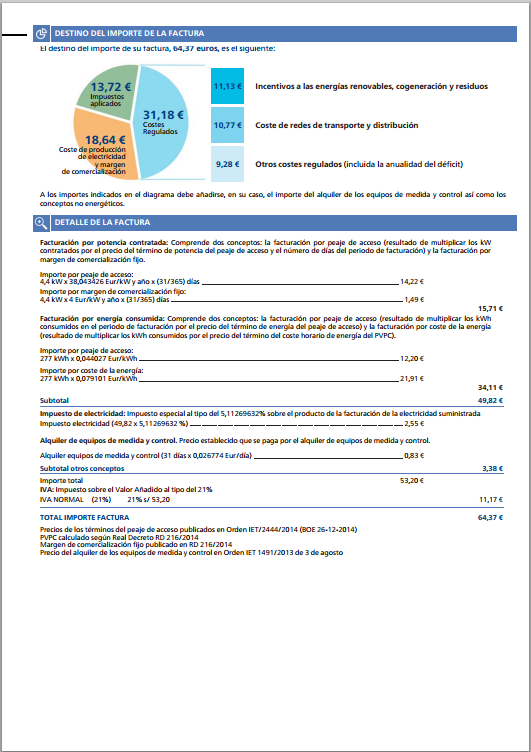 DESTINO DEL IMPORTE DE LA FACTURA
El destino del importe de su factura, 64,37 euros, es el siguiente:
13,72 €
Impuestos
aplicados
31,18 €
Costes
Regulados
18,64 €
Coste de producción
de electricidad
y margen
de comercialización
11,13 €
Incentivos a las energías renovables, cogeneración y residuos
10,77 €
Coste de redes de transporte y distribución
9,28 €
Otros costes regulados (incluida la anualidad del déficit)
A los importes indicados en el diagrama debe añadirse, en su caso, el importe del alquiler de los equipos de medida y control así como los
conceptos no energéticos.
DETALLE DE LA FACTURA
Facturación por potencia contratada: Comprende dos conceptos: la facturación por peaje de acceso (resultado de multiplicar los kW
contratados por el precio del término de potencia del peaje de acceso y el número de días del periodo de facturación) y la facturación por
margen de comercialización fijo.
Importe por peaje de acceso:
4,4 kW x 38,043426 Eur/kW y año x (31/365) días 14,22 €
Importe por margen de comercialización fijo:
4,4 kW x 4 Eur/kW y año x (31/365) días 1,49 €
15,71 €
Facturación por energía consumida: Comprende dos conceptos: la facturación por peaje de acceso (resultado de multiplicar los kWh
consumidos en el periodo de facturación por el precio del término de energía del peaje de acceso) y la facturación por coste de la energía
(resultado de multiplicar los kWh consumidos por el precio del término del coste horario de energía del PVPC).
Importe por peaje de acceso:
277 kWh x 0,044027 Eur/kWh 12,20 €
Importe por coste de la energía:
277 kWh x 0,079101 Eur/kWh 21,91 €
34,11 €
Subtotal 49,82 €
Impuesto de electricidad: Impuesto especial al tipo del 5,11269632% sobre el producto de la facturación de la electricidad suministrada
Impuesto electricidad (49,82 x 5,11269632 %) 2,55 €
Alquiler de equipos de medida y control. Precio establecido que se paga por el alquiler de equipos de medida y control.
Alquiler equipos de medida y control (31 días x 0,026774 Eur/día) 0,83 €
Subtotal otros conceptos 3,38 €
Importe total 53,20 €
IVA: Impuesto sobre el Valor Añadido al tipo del 21%
IVA NORMAL (21%) 21% s/ 53,20 11,17 €
TOTAL IMPORTE FACTURA 64,37 €
Precios de los términos del peaje de acceso publicados en Orden IET/2444/2014 (BOE 26-12-2014)
PVPC calculado según Real Decreto RD 216/2014
Margen de comercialización fijo publicado en RD 216/2014
Precio del alquiler de los equipos de medida y control en Orden IET 1491/2013 de 3 de agosto